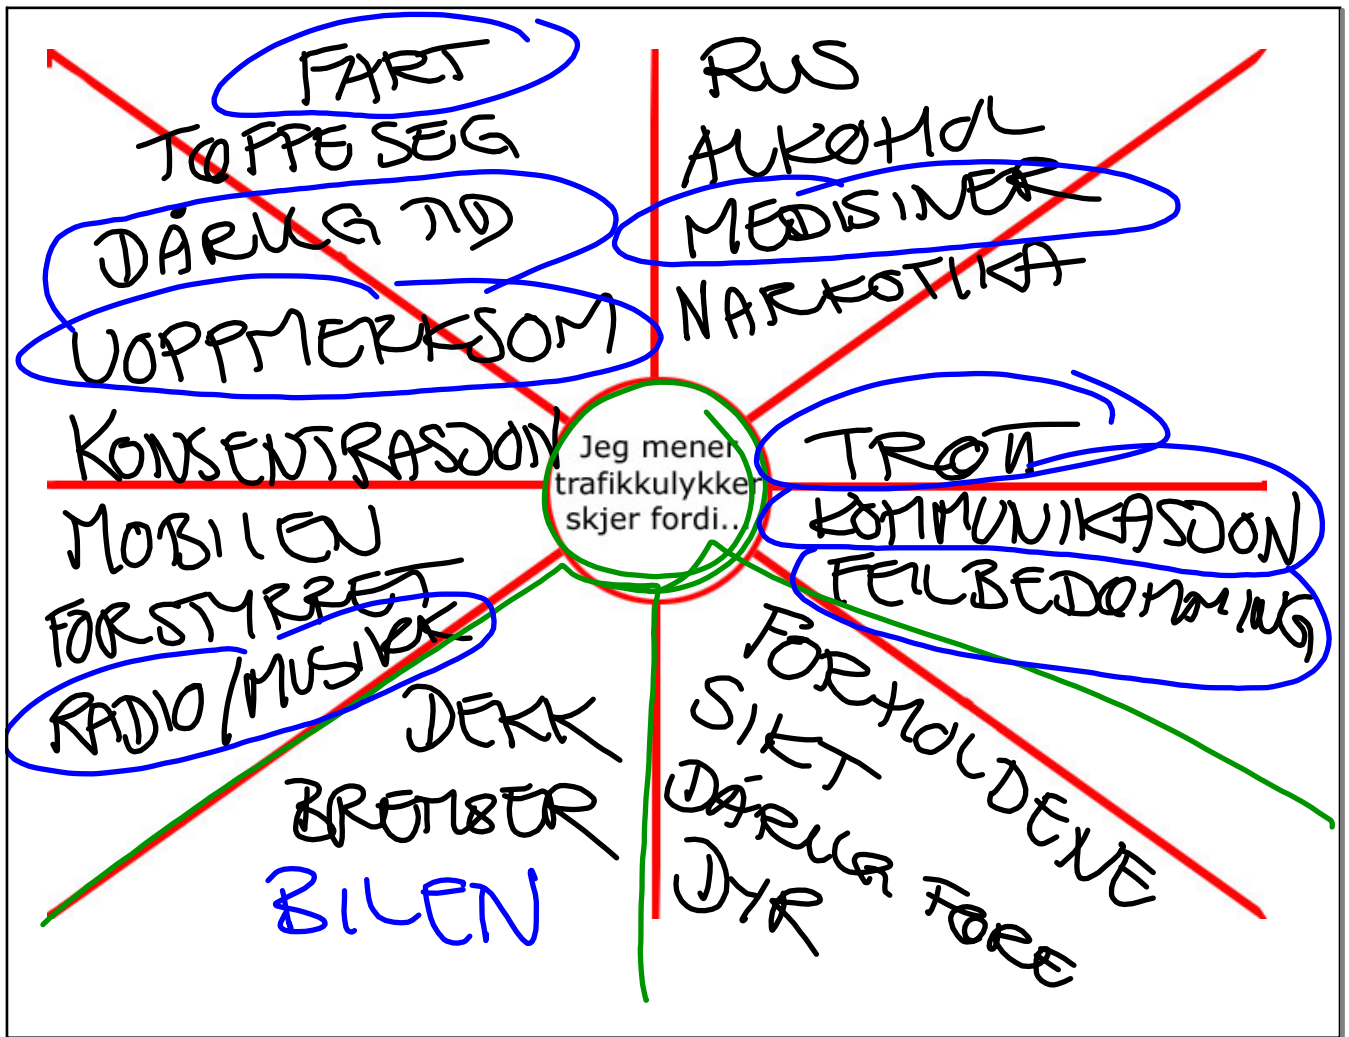 FART
TØFFE SEG
DÅRLIG TID
UOPPMERKSOM
KONSENTRASJON
MOBILEN
FORSTYRRET
RADIO/MUSIKK
RUS
ALKOHOL
MEDISINER
NARKOTIKA
Jeg mener
trafikkulykker
skjer fordi..
TRØTT
KOMMUNIKASJON
FEILBEDØMMING
FORHOLDENE
SIKT
DÅRLIG FØRE
DYR
DEKK
BREMSER
BILEN